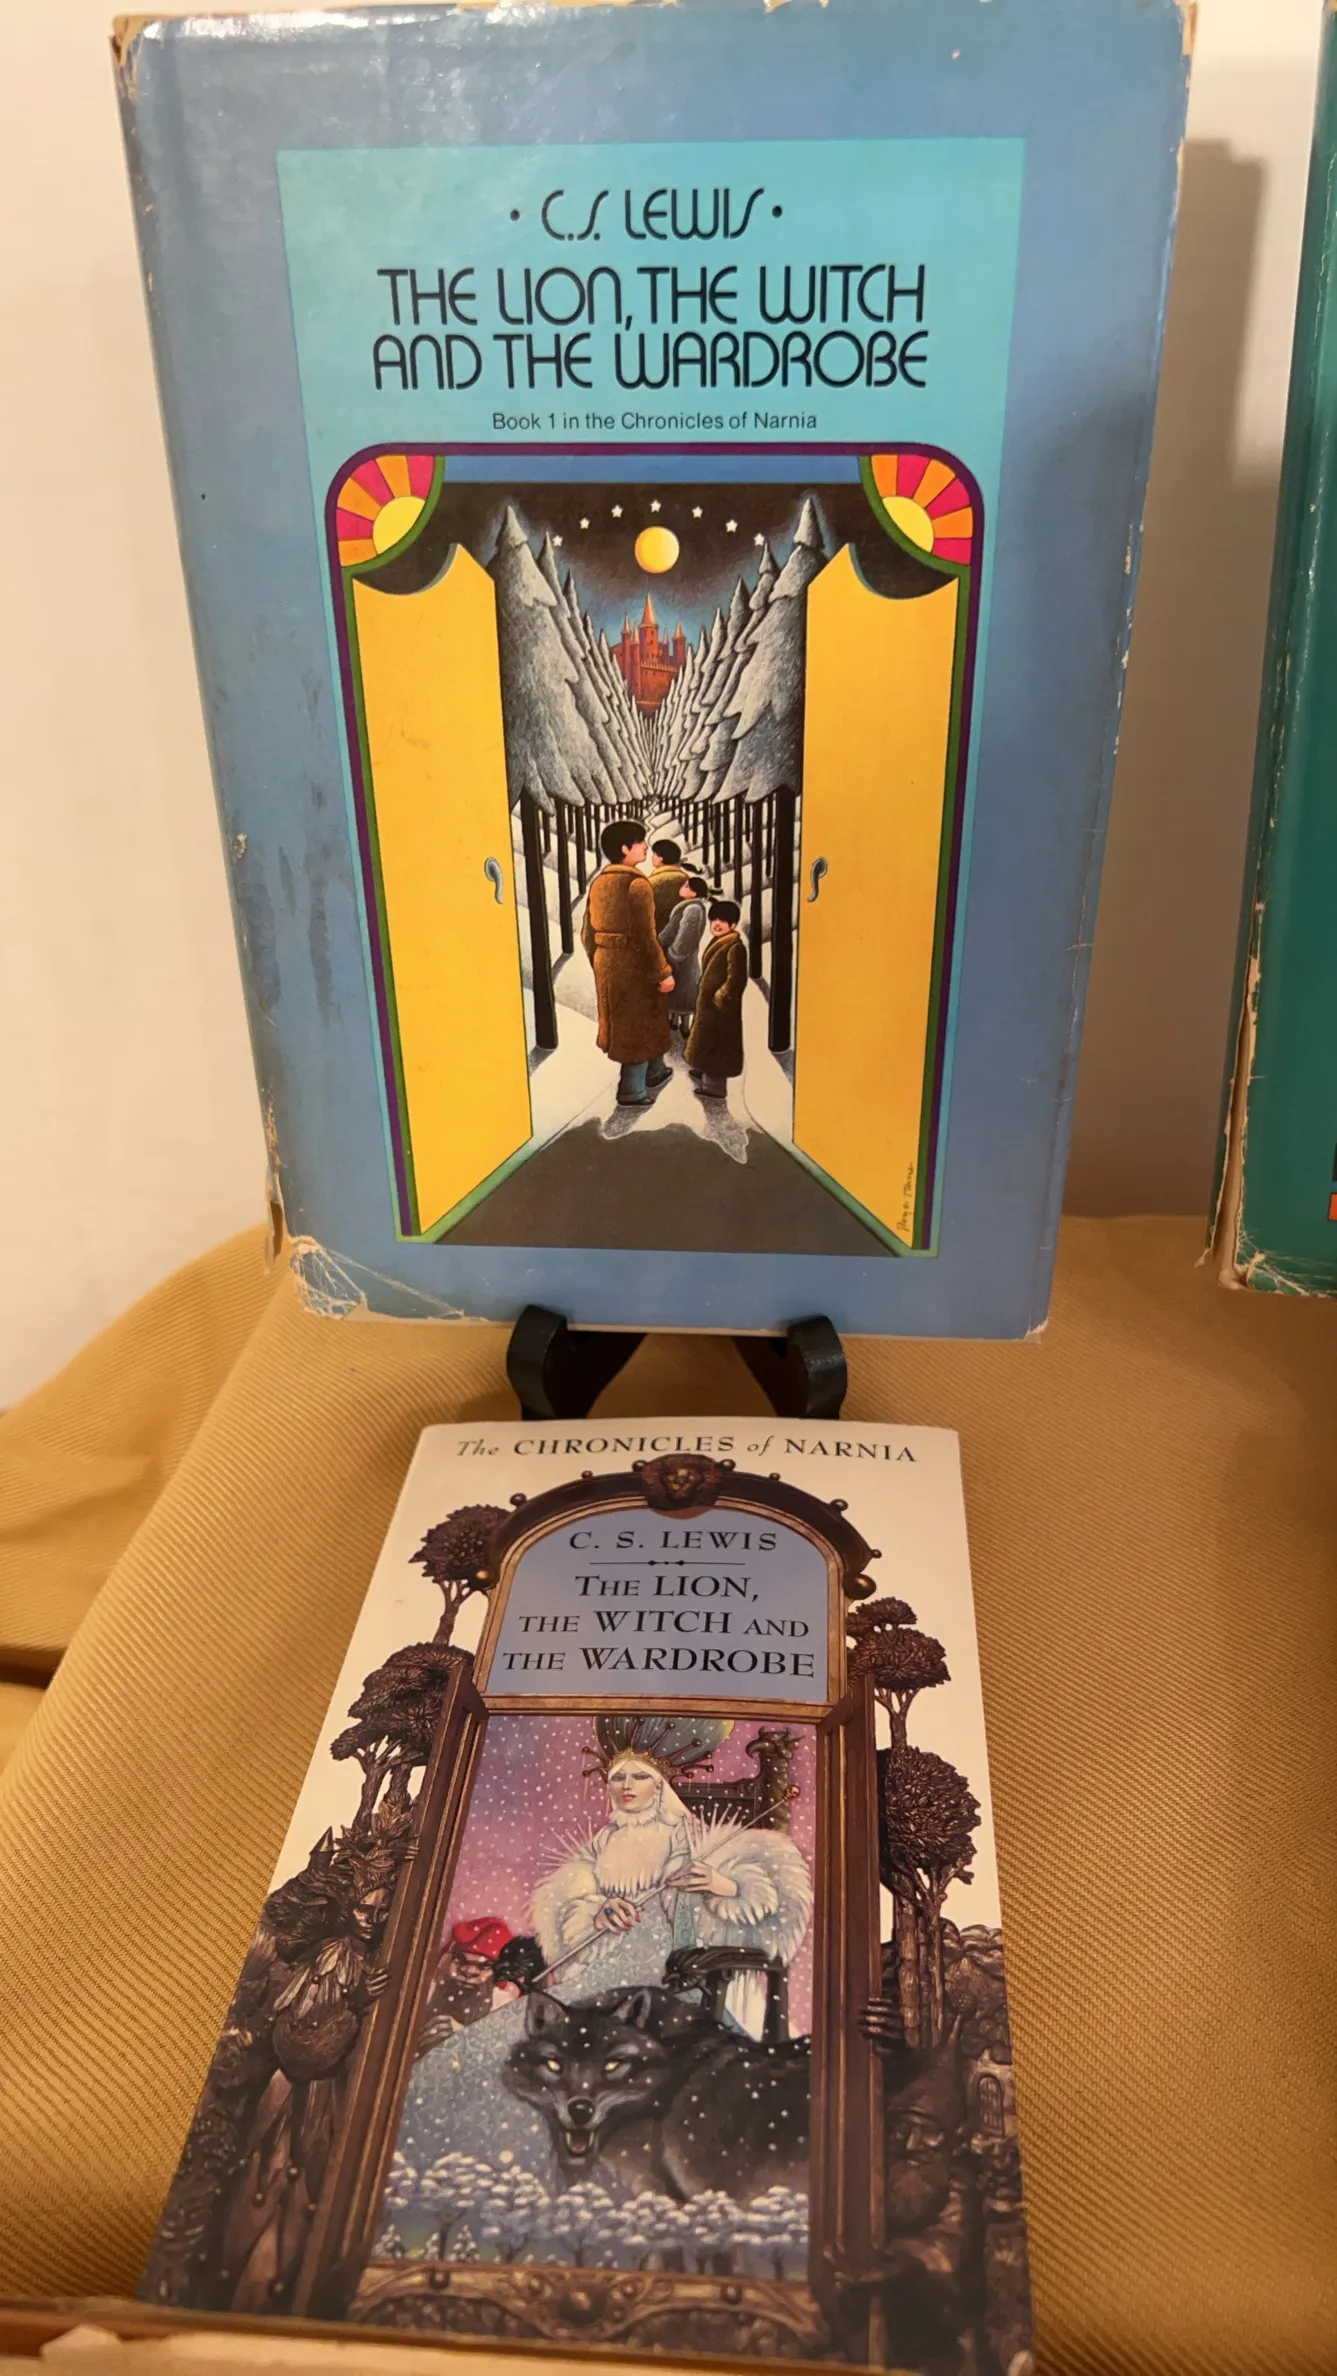 • C.S. LEWIS •
THE LION, THE WITCH
AND THE WARDROBE
Book 1 in the Chronicles of Narnia
The CHRONICLES of NARNIA
C. S. LEWIS
THE LION,
THE WITCH AND
THE WARDROBE